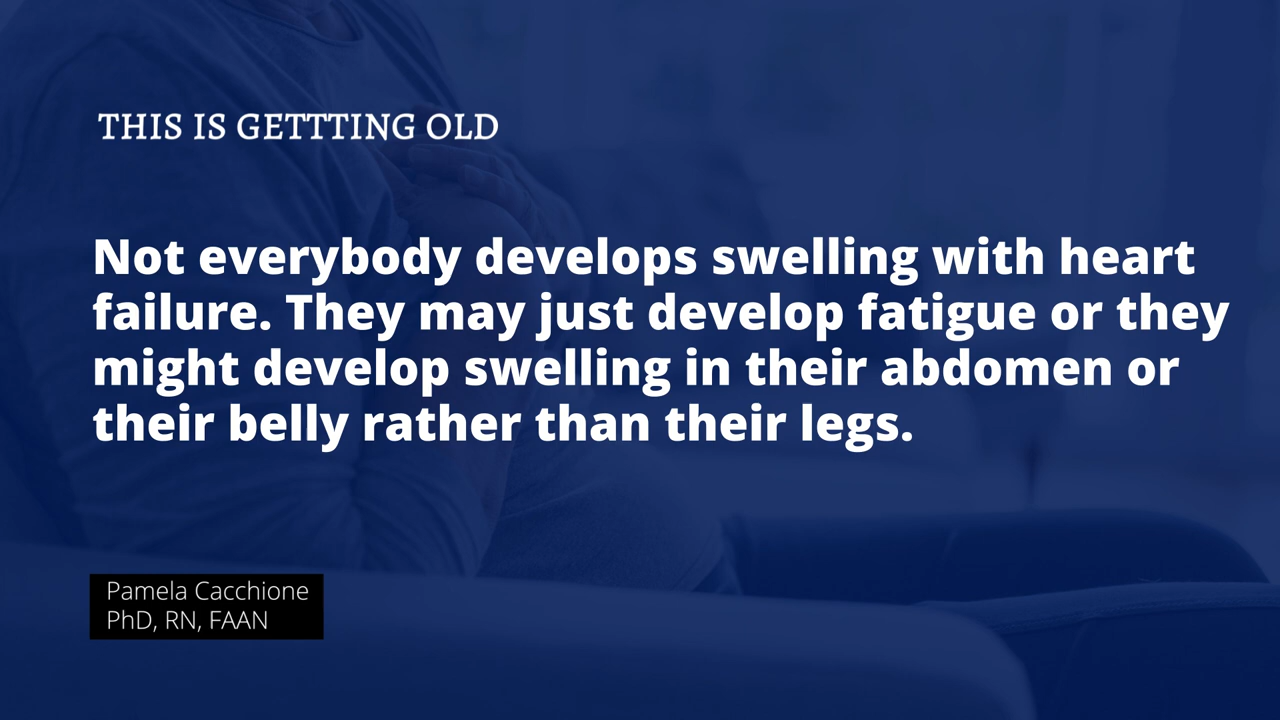 THIS IS GETTTING OLD
Not everybody develops swelling with heart
failure. They may just develop fatigue or they
might develop swelling in their abdomen or
their belly rather than their legs.
Pamela Cacchione
PhD, RN, FAAN